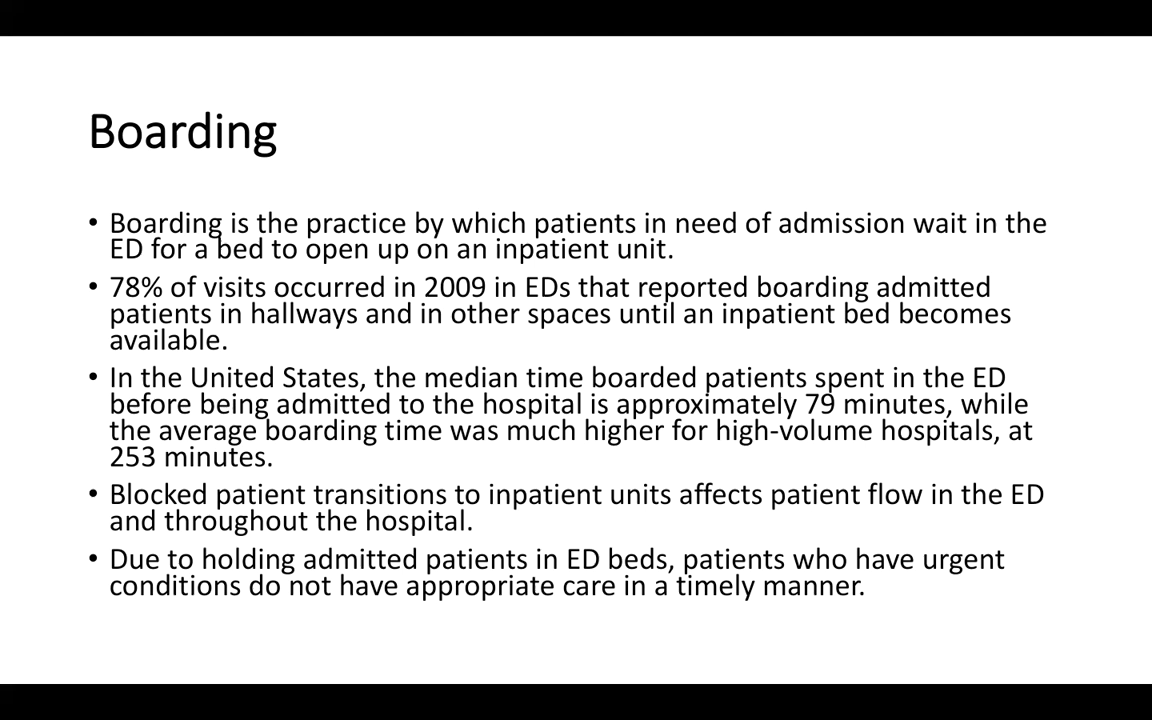 Boarding
• Boarding is the practice by which patients in need of admission wait in the
ED for a bed to open up on an inpatient unit.
• 78% of visits occurred in 2009 in EDs that reported boarding admitted
patients in hallways and in other spaces until an inpatient bed becomes
available.
• In the United States, the median time boarded patients spent in the ED
before being admitted to the hospital is approximately 79 minutes, while
the average boarding time was much higher for high-volume hospitals, at
253 minutes.
• Blocked patient transitions to inpatient units affects patient flow in the ED
and throughout the hospital.
• Due to holding admitted patients in ED beds, patients who have urgent
conditions do not have appropriate care in a timely manner.